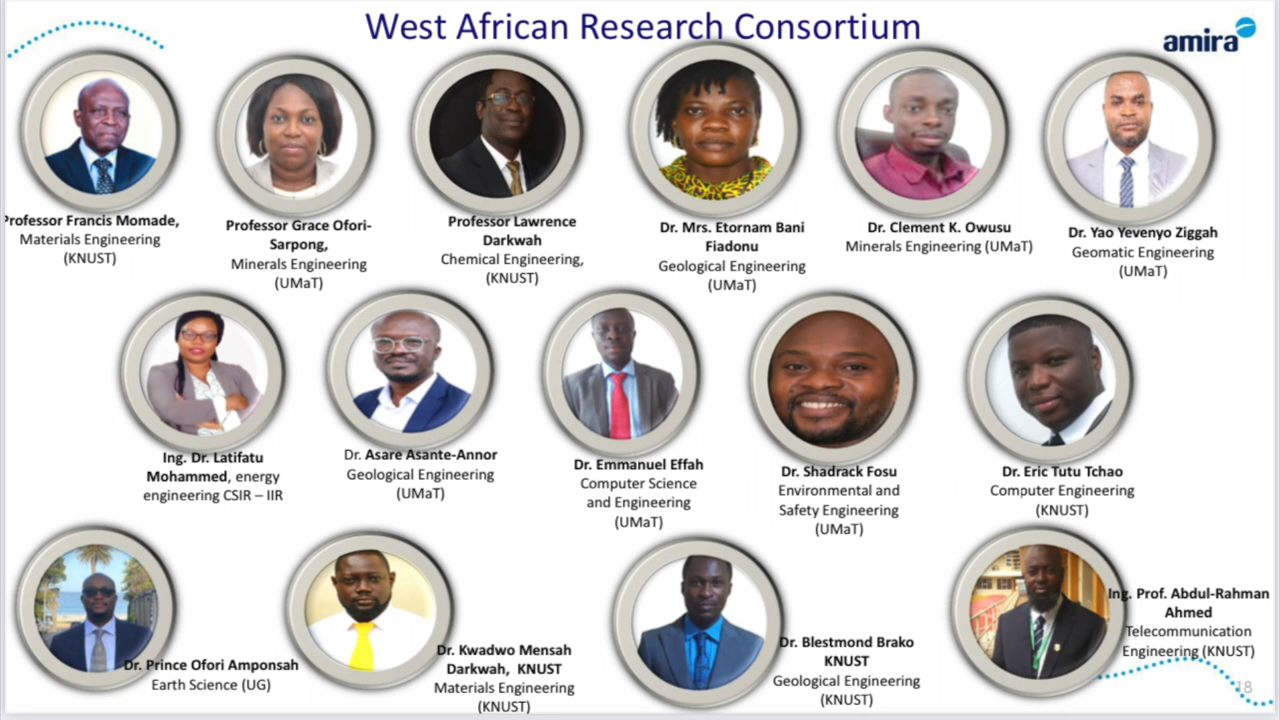 West African Research Consortium
amira
Professor Francis Momade,
Materials Engineering
(KNUST)
Professor Grace Ofori-
Sarpong,
Minerals Engineering
(UMaT)
Professor Lawrence
Darkwah
Chemical Engineering,
(KNUST)
Dr. Mrs. Etornam Bani
Fiadonu
Geological Engineering
(UMaT)
Dr. Clement K. Owusu
Minerals Engineering (UMaT)
Dr. Yao Yevenyo Ziggah
Geomatic Engineering
(UMaT)
Ing. Dr. Latifatu
Mohammed, energy
engineering CSIR – IIR
Dr. Asare Asante-Annor
Geological Engineering
(UMaT)
Dr. Emmanuel Effah
Computer Science
and Engineering
(UMaT)
Dr. Shadrack Fosu
Environmental and
Safety Engineering
(UMaT)
Dr. Eric Tutu Tchao
Computer Engineering
(KNUST)
Dr. Prince Ofori Amponsah
Earth Science (UG)
Dr. Kwadwo Mensah
Darkwah, KNUST
Materials Engineering
(KNUST)
Dr. Blestmond Brako
KNUST
Geological Engineering
(KNUST)
Ing. Prof. Abdul-Rahman
Ahmed
Telecommunication
Engineering (KNUST)
18